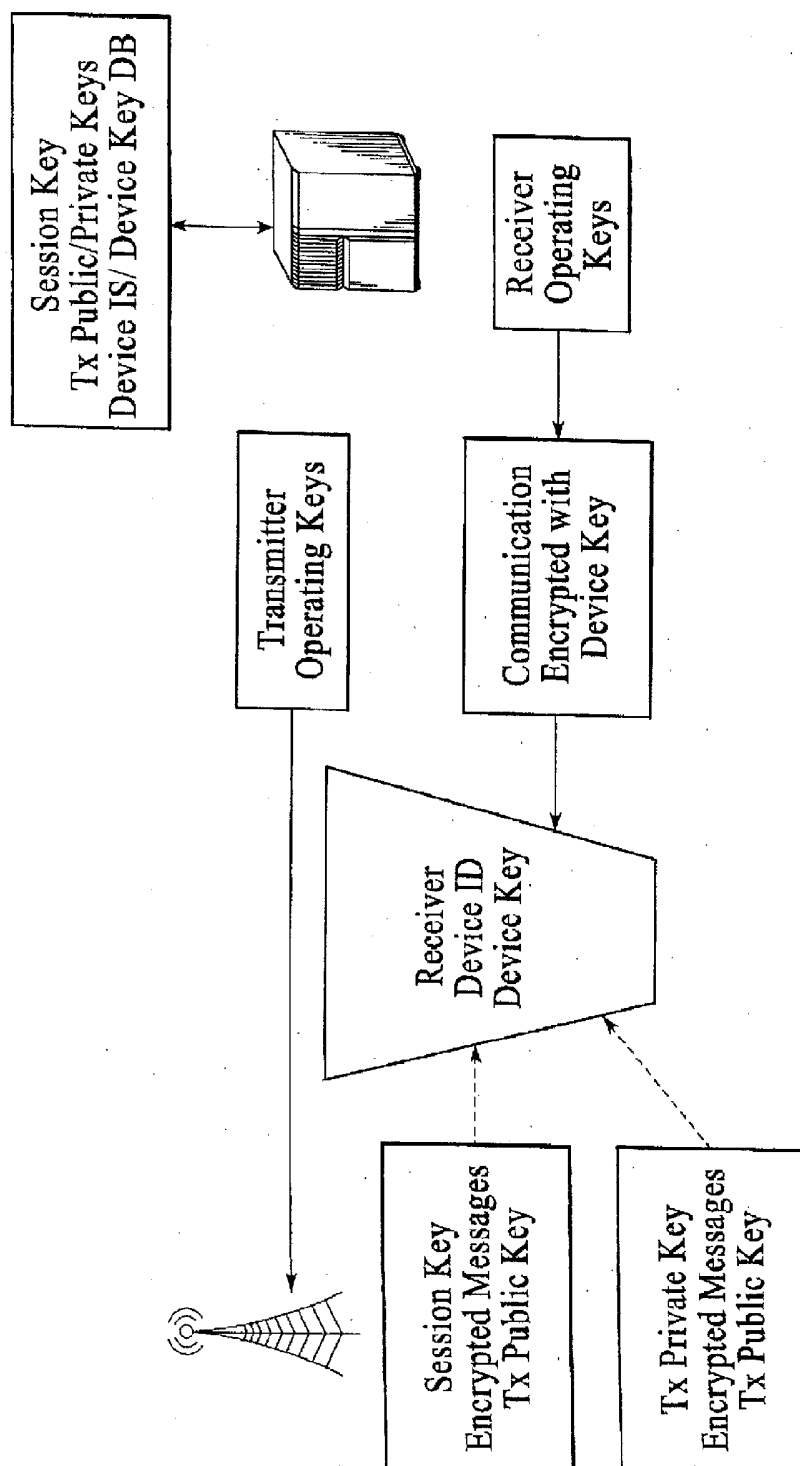 Session Key
Tx Public/Private Keys
Device IS/ Device Key DB
Transmitter
Operating Keys
Receiver
Operating
Keys
Communication
Encrypted with
Device Key
Receiver
Device ID
Device Key
Session Key
Encrypted Messages
Tx Public Key
Tx Private Key
Encrypted Messages
Tx Public Key